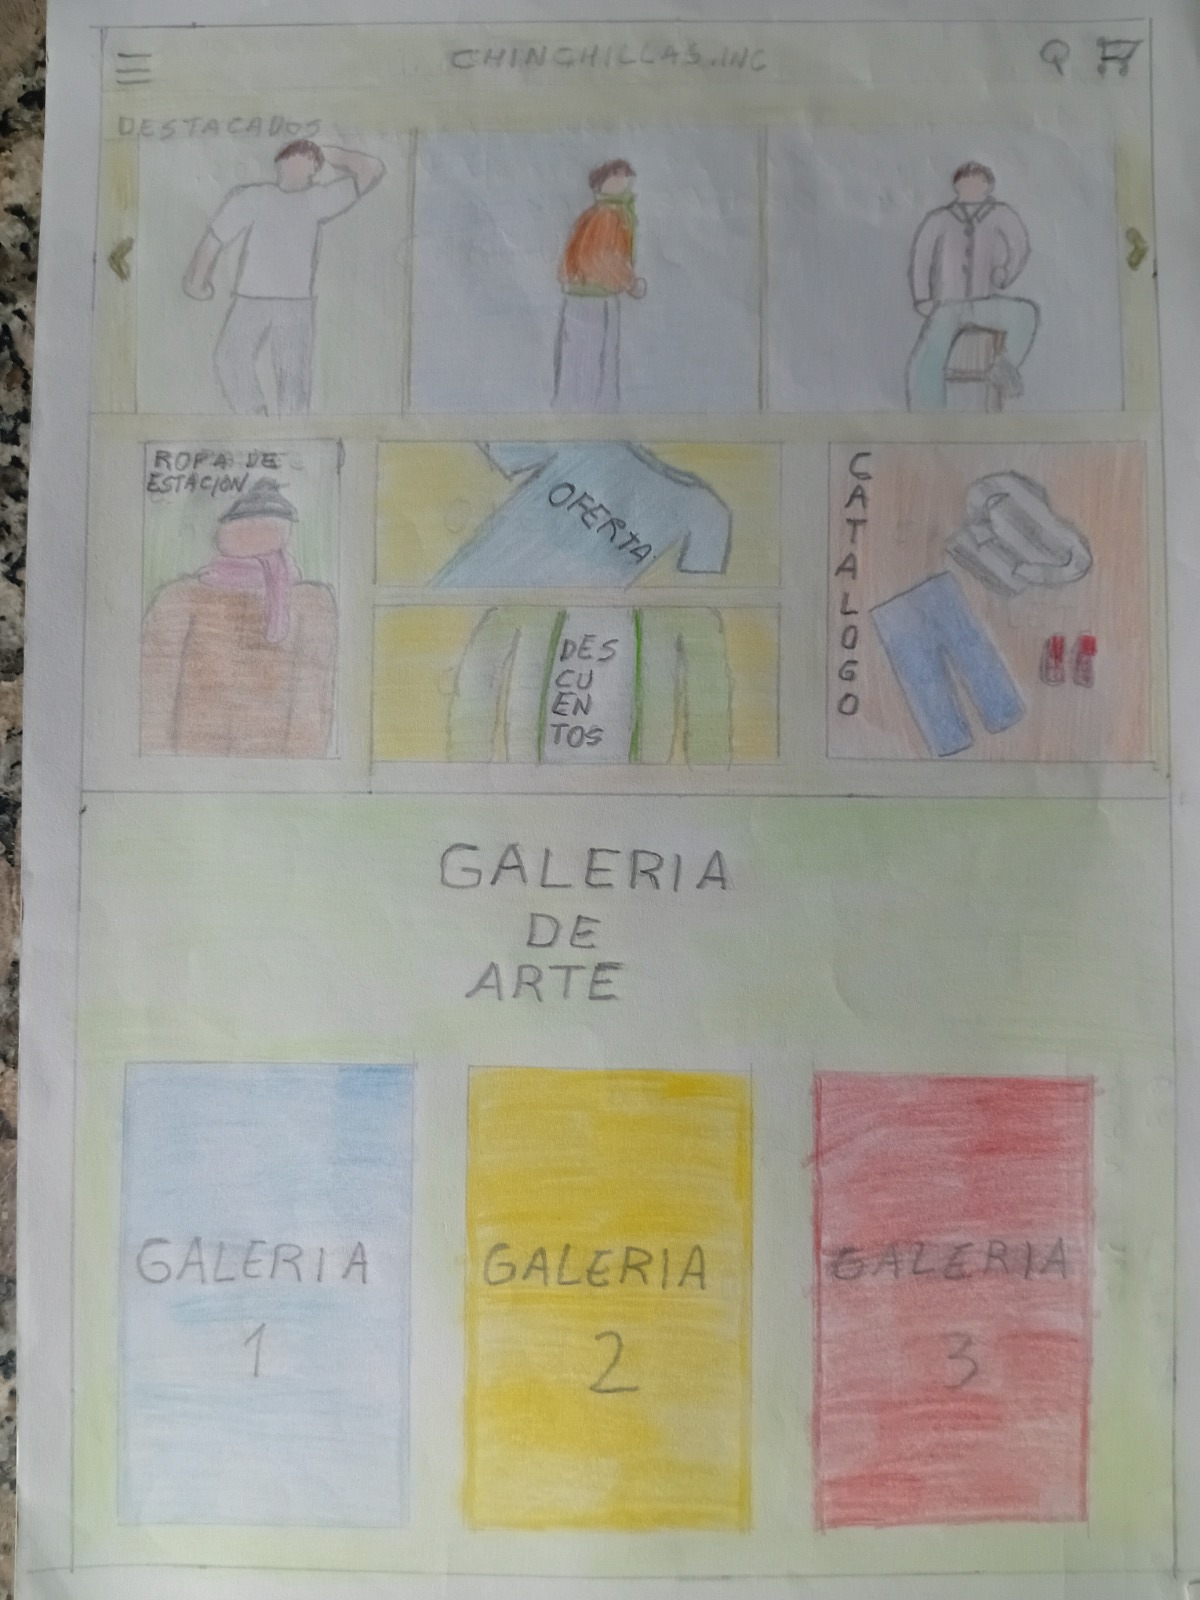 CHINCHILLAS.INC
DESTACADOS
ROPA DE
ESTACION
OFERTA
DES
CU
EN
TOS
CATALOGO
GALERIA
DE
ARTE
GALERIA
1
GALERIA
2
GALERIA
3